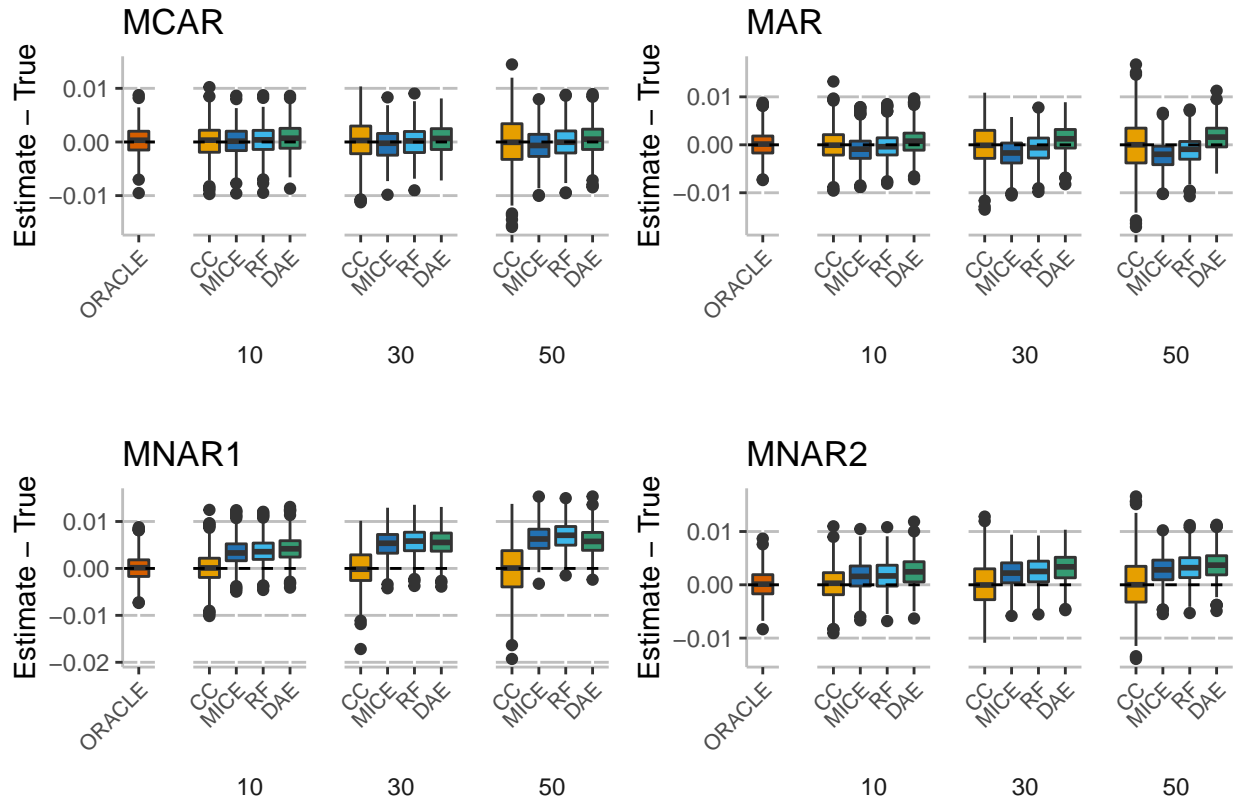 MCAR
Estimate − True
0.01
0.00
−0.01
ORACLE
CC
MICE
RF
DAE
CC
MICE
RF
DAE
CC
MICE
RF
DAE
10
30
50
MAR
Estimate − True
0.01
0.00
−0.01
ORACLE
CC
MICE
RF
DAE
CC
MICE
RF
DAE
CC
MICE
RF
DAE
10
30
50
MNAR1
Estimate − True
0.01
0.00
−0.01
−0.02
ORACLE
CC
MICE
RF
DAE
CC
MICE
RF
DAE
CC
MICE
RF
DAE
10
30
50
MNAR2
Estimate − True
0.01
0.00
−0.01
ORACLE
CC
MICE
RF
DAE
CC
MICE
RF
DAE
CC
MICE
RF
DAE
10
30
50